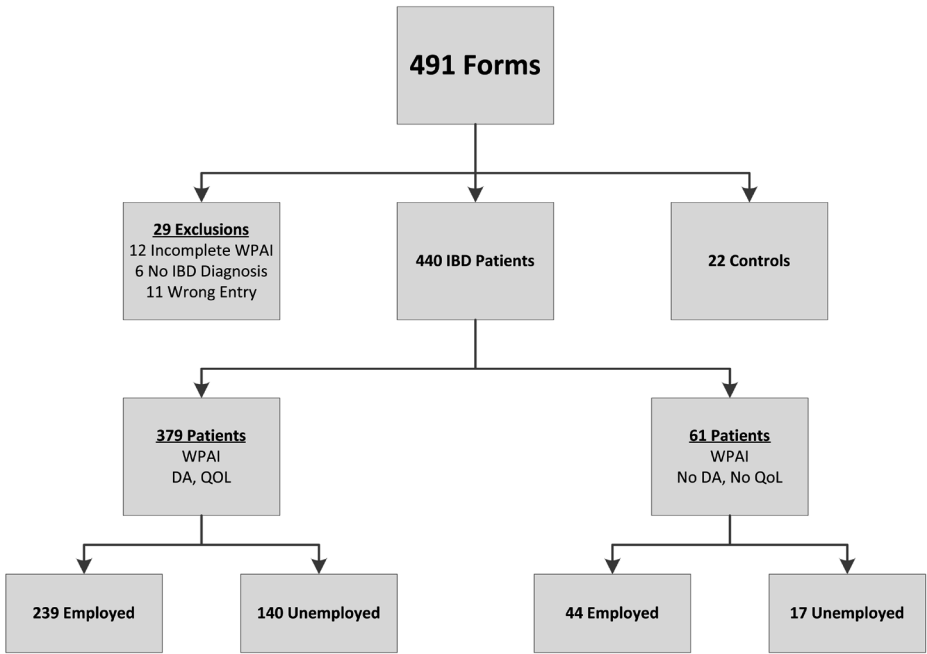 491 Forms
29 Exclusions
12 Incomplete WPAI
6 No IBD Diagnosis
11 Wrong Entry
440 IBD Patients
22 Controls
379 Patients
WPAI
DA, QOL
61 Patients
WPAI
No DA, No QoL
239 Employed
140 Unemployed
44 Employed
17 Unemployed